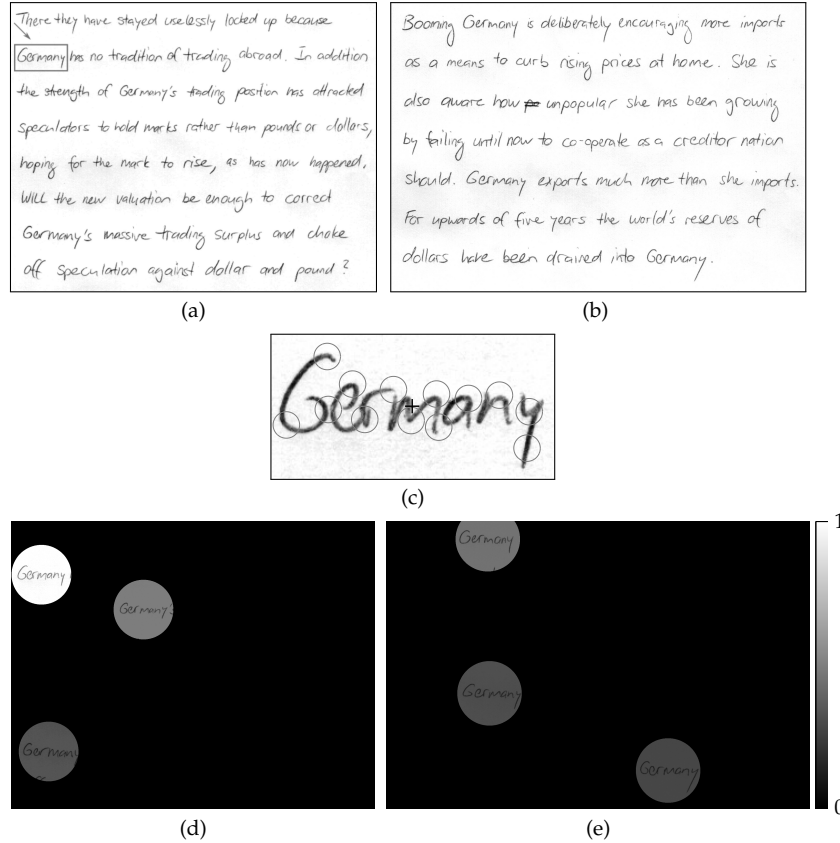 There they have stayed uselessly locked up because
Germany has no tradition of trading abroad. In addition
the strength of Germany's trading position has attracted
speculators to hold marks rather than pounds or dollars,
hoping for the mark to rise, as has now happened.
Will the new valuation be enough to correct
Germany's massive trading surplus and choke
off speculation against dollar and pound?
(a)
Booming Germany is deliberately encouraging more imports
as a means to curb rising prices at home. She is
also aware how unpopular she has been growing
by failing until now to co-operate as a creditor nation
should. Germany exports much more than she imports.
For upwards of five years the world's reserves of
dollars have been drained into Germany.
(b)
Germany
(c)
Germany
Germany's
Germany
(d)
Germany
Germany
Germany
(e)
1
0